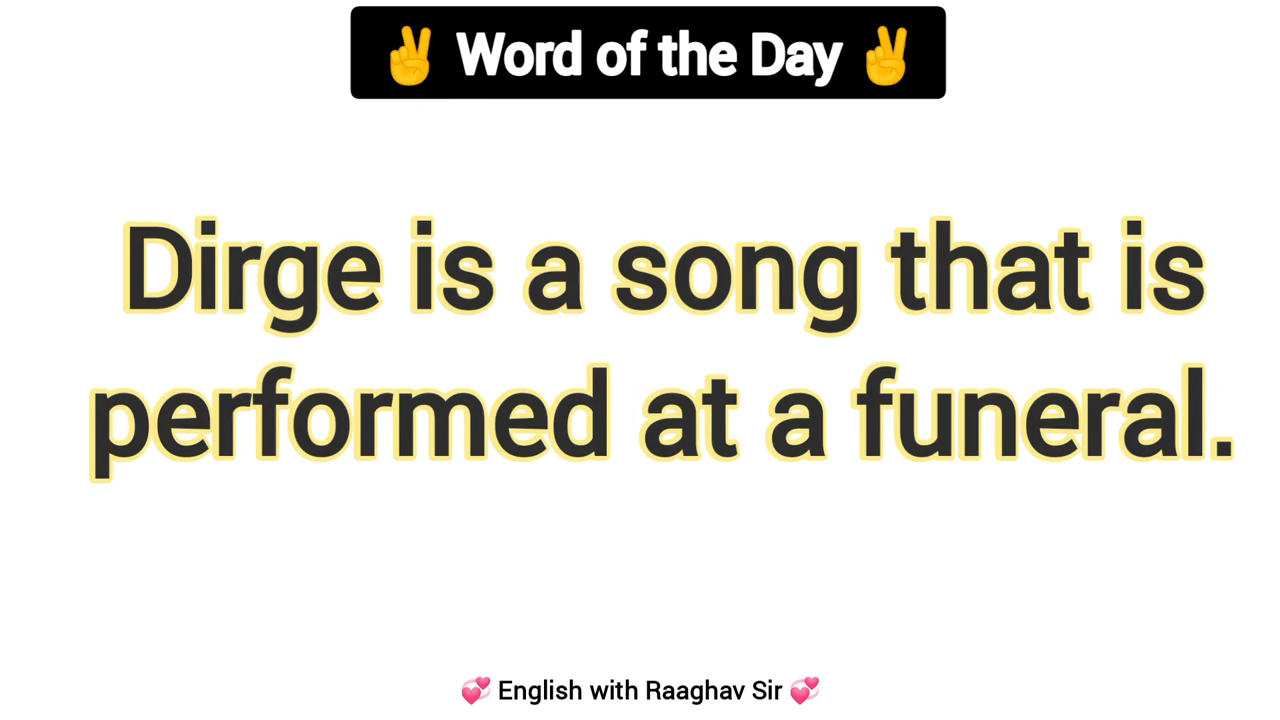 ✌️ Word of the Day ✌️
Dirge is a song that is
performed at a funeral.
💞 English with Raaghav Sir 💞